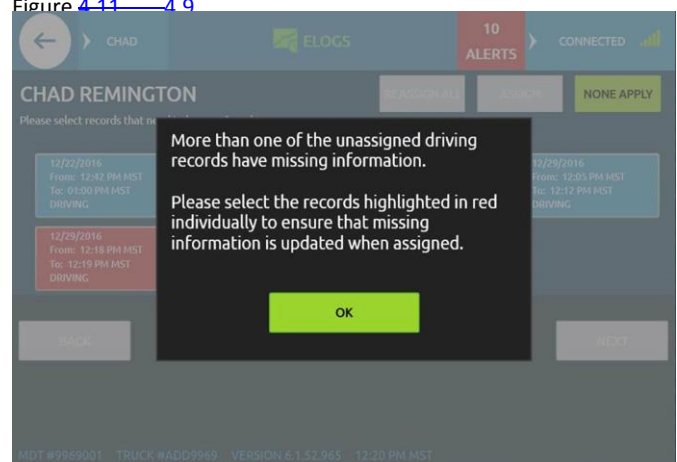 Figure 4.11 4.9
CHAD
ELOGS
10
ALERTS
CONNECTED
CHAD REMINGTON
REASSIGN ALL
ASSIGN
NONE APPLY
Please select records that
More than one of the unassigned driving
records have missing information.
Please select the records highlighted in red
individually to ensure that missing
information is updated when assigned.
OK
12/22/2016
From: 12:42 PM MST
To: 01:00 PM MST
DRIVING
12/29/2016
From: 12:05 PM MST
To: 12:12 PM MST
DRIVING
12/29/2016
From: 12:18 PM MST
To: 12:19 PM MST
DRIVING
BACK
NEXT
MDT #9969001 TRUCK #ADD9969 VERSION 6.1.52.965 12:20 PM MST